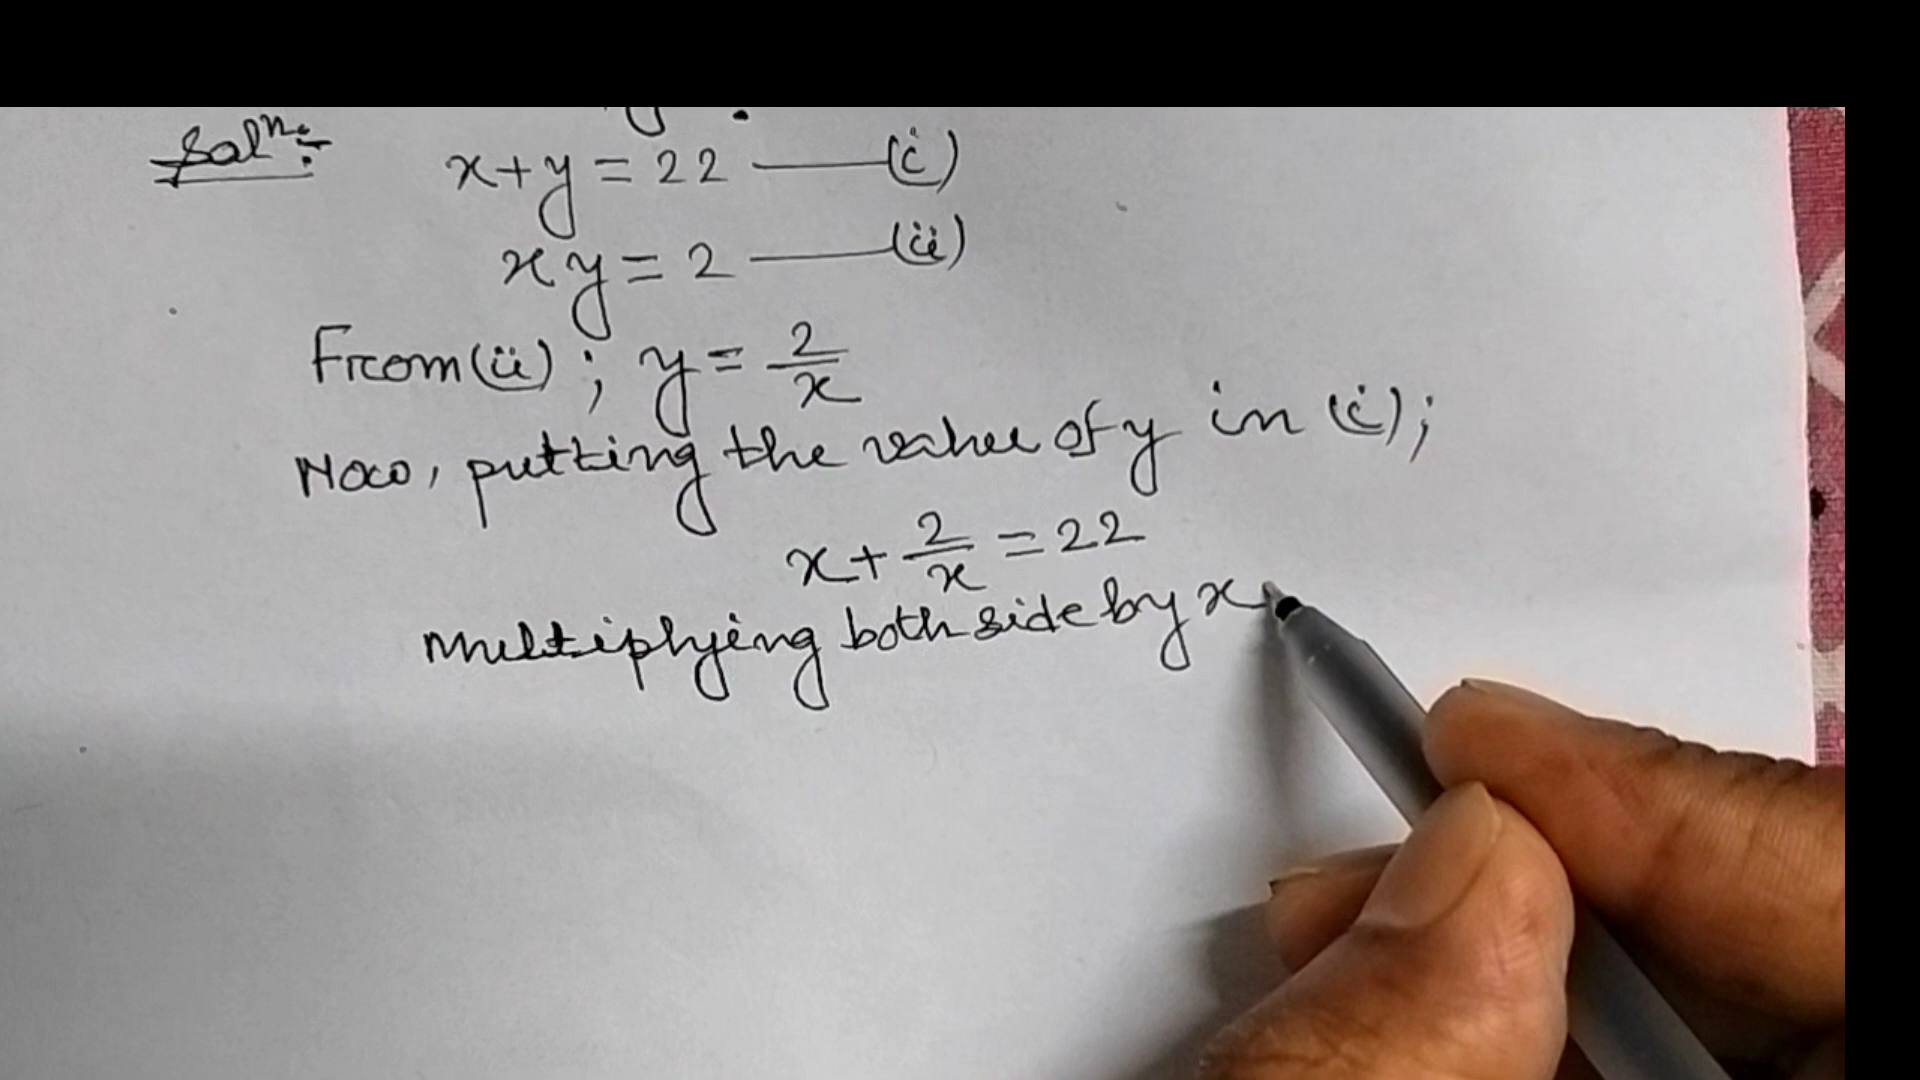 Solⁿ:-
x+y=22 ——(i)
xy=2 ——(ii)
From(ii); y=2/x
Now, putting the value of y in (i);
x+2/x=22
Multiplying both side by x